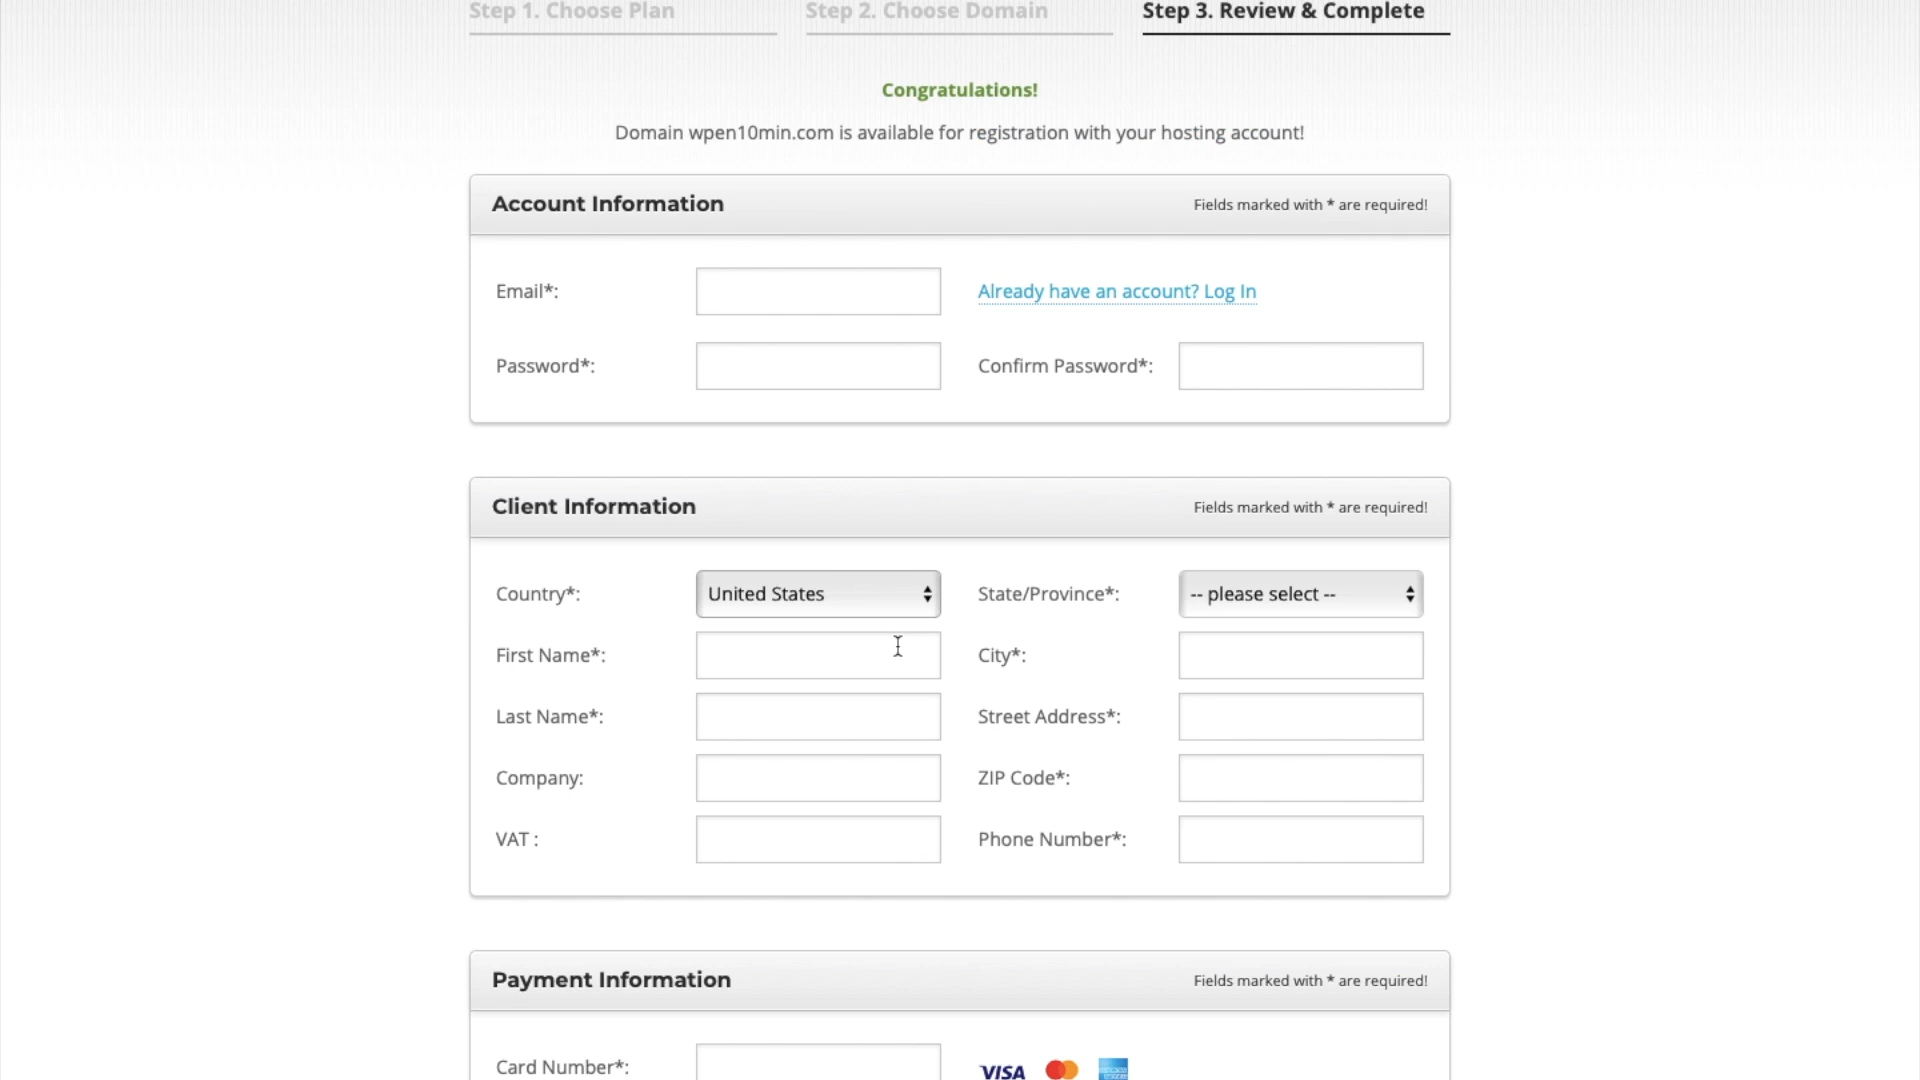 Step 1. Choose Plan
Step 2. Choose Domain
Step 3. Review & Complete
Congratulations!
Domain wpen10min.com is available for registration with your hosting account!
Account Information
Fields marked with * are required!
Email*:
Already have an account? Log In
Password*:
Confirm Password*:
Client Information
Fields marked with * are required!
Country*:
United States
State/Province*:
-- please select --
First Name*:
City*:
Last Name*:
Street Address*:
Company:
ZIP Code*:
VAT :
Phone Number*:
Payment Information
Fields marked with * are required!
Card Number*:
VISA